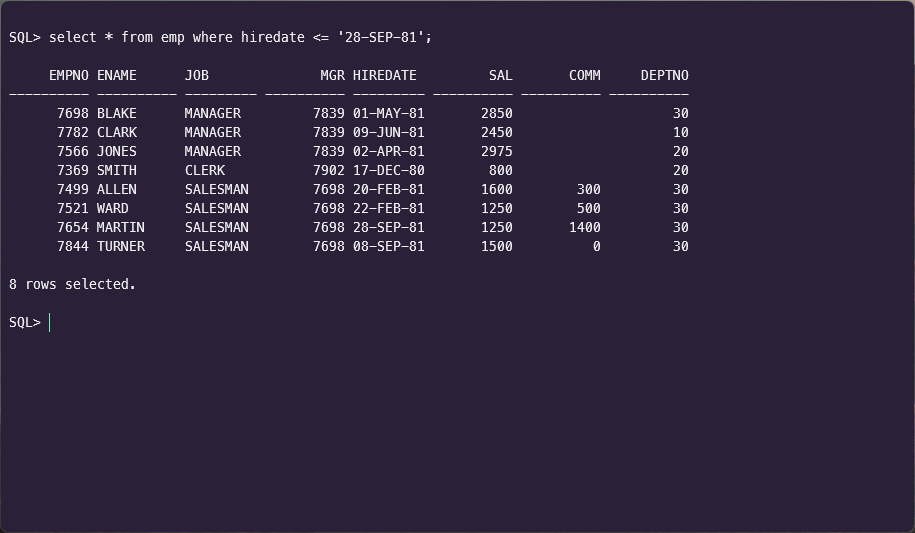 SQL> select * from emp where hiredate <= '28-SEP-81';
     EMPNO ENAME      JOB              MGR HIREDATE         SAL       COMM     DEPTNO
---------- ---------- --------- ---------- --------- ---------- ---------- ----------
      7698 BLAKE      MANAGER         7839 01-MAY-81       2850                    30
      7782 CLARK      MANAGER         7839 09-JUN-81       2450                    10
      7566 JONES      MANAGER         7839 02-APR-81       2975                    20
      7369 SMITH      CLERK           7902 17-DEC-80        800                    20
      7499 ALLEN      SALESMAN        7698 20-FEB-81       1600        300         30
      7521 WARD       SALESMAN        7698 22-FEB-81       1250        500         30
      7654 MARTIN     SALESMAN        7698 28-SEP-81       1250       1400         30
      7844 TURNER     SALESMAN        7698 08-SEP-81       1500          0         30
8 rows selected.
SQL>